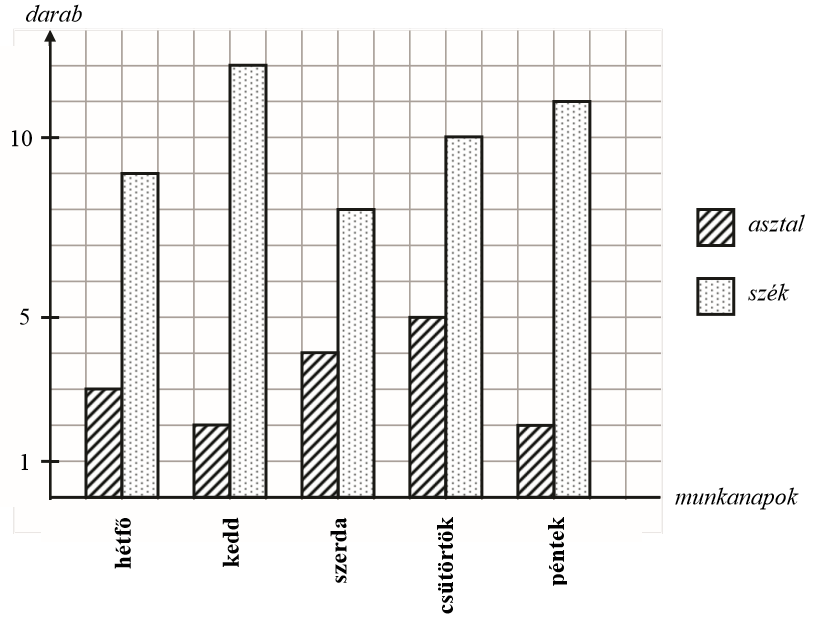 darab
10
5
1
asztal
szék
munkanapok
hétfő
kedd
szerda
csütörtök
péntek